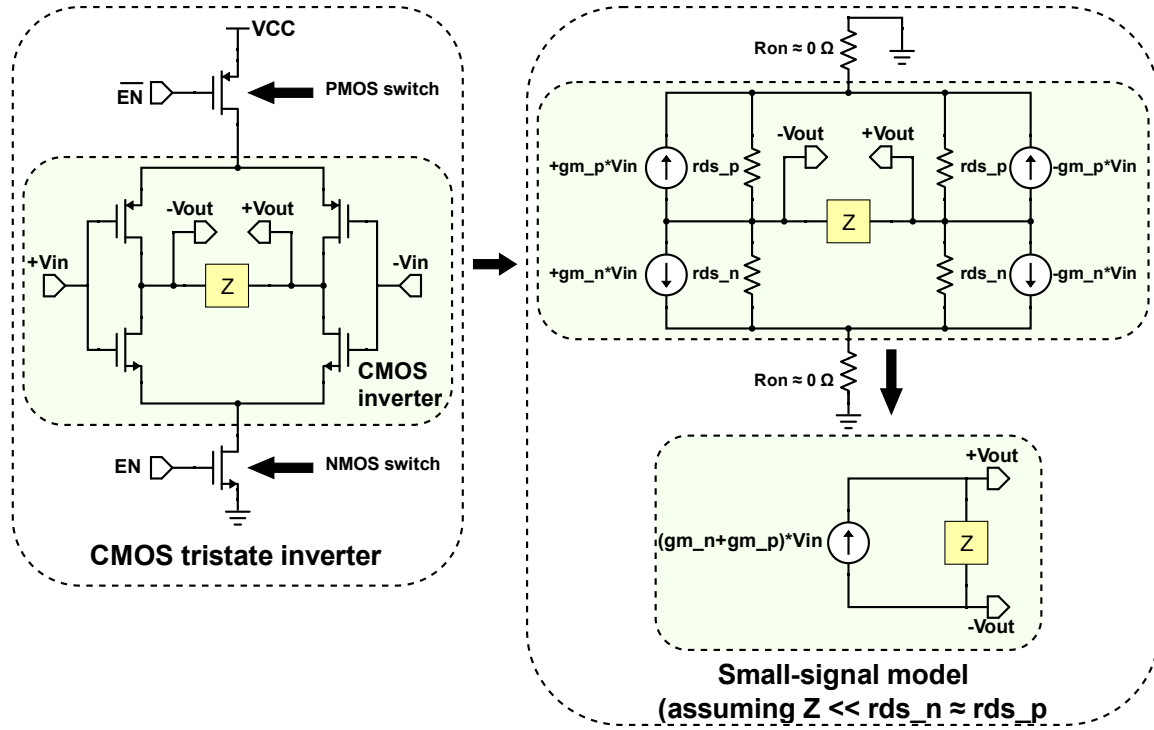 VCC
EN
PMOS switch
-Vout
+Vout
+Vin
Z
-Vin
CMOS
inverter
EN
NMOS switch
CMOS tristate inverter
Ron ≈ 0 Ω
-Vout
+Vout
+gm_p*Vin
rds_p
rds_p
-gm_p*Vin
Z
+gm_n*Vin
rds_n
rds_n
-gm_n*Vin
Ron ≈ 0 Ω
+Vout
(gm_n+gm_p)*Vin
Z
-Vout
Small-signal model
(assuming Z << rds_n ≈ rds_p